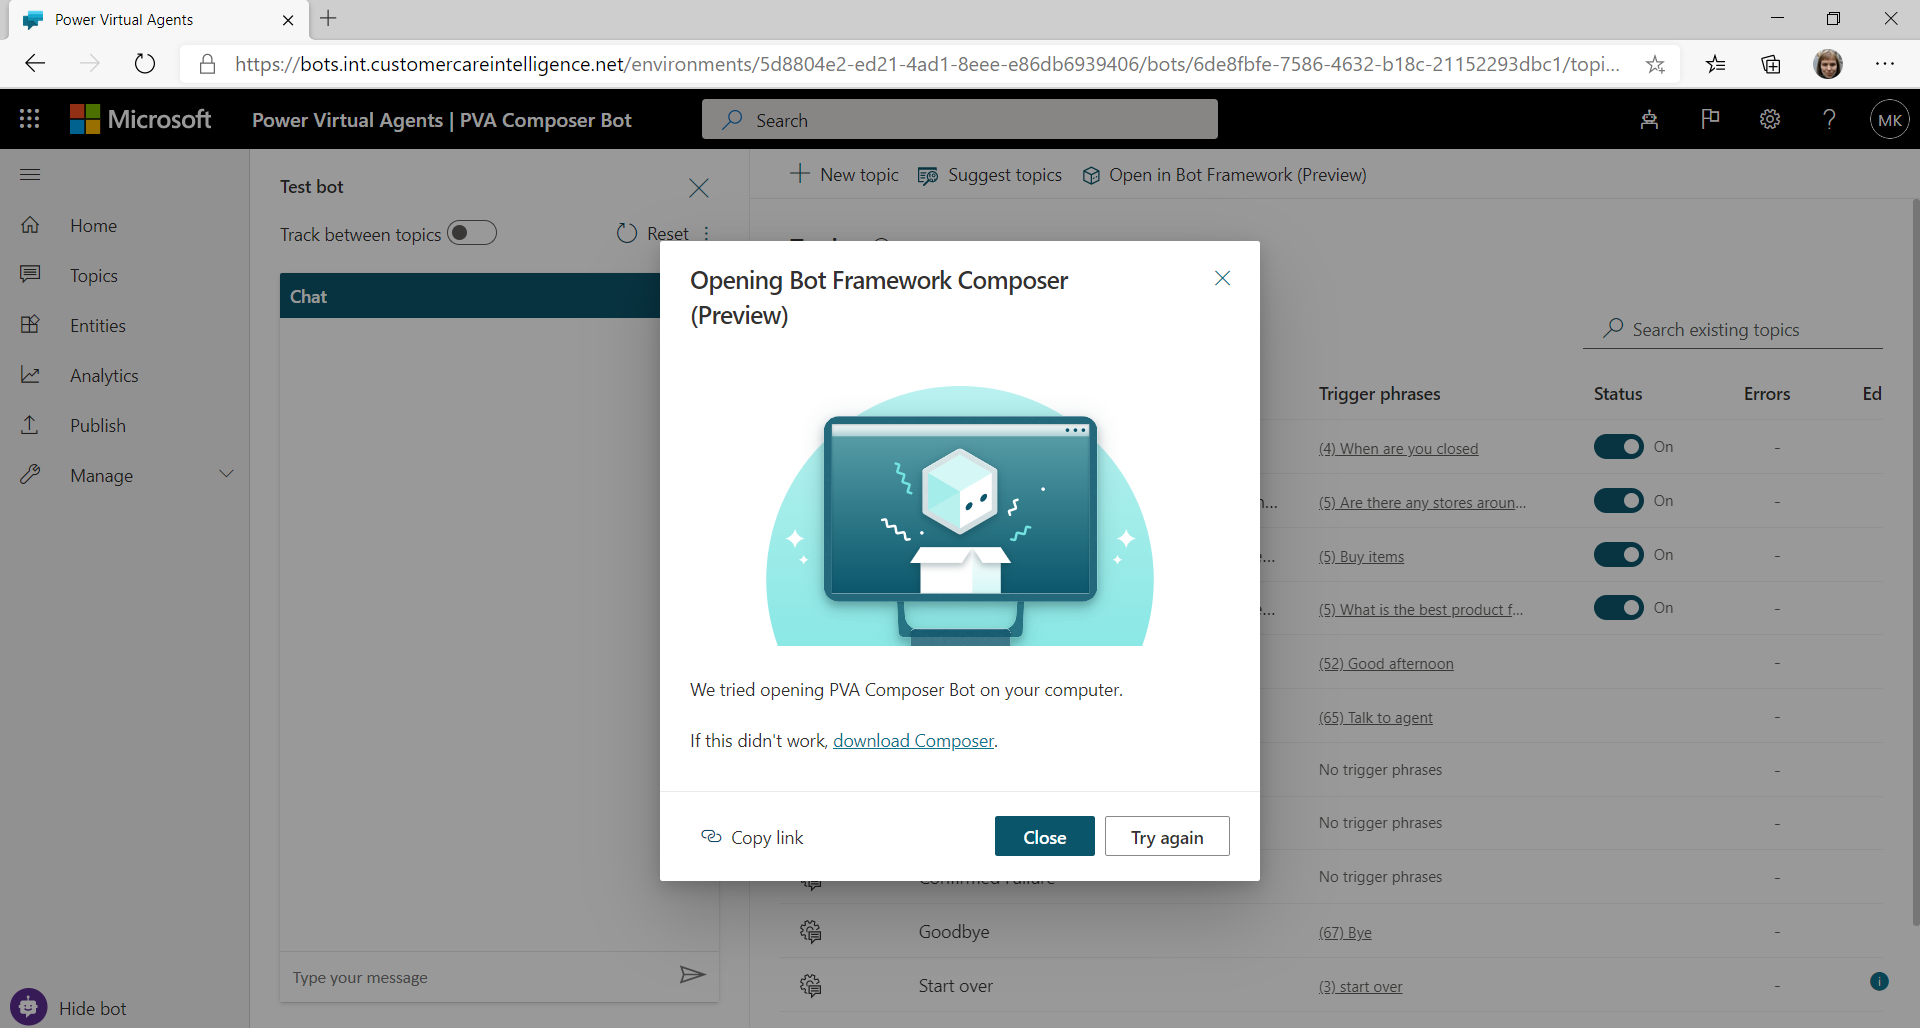 Power Virtual Agents
https://bots.int.customercareintelligence.net/environments/5d8804e2-ed21-4ad1-8eee-e86db6939406/bots/6de8fbfe-7586-4632-b18c-21152293dbc1/topi...
Microsoft
Power Virtual Agents | PVA Composer Bot
Search
MK
Home
Topics
Entities
Analytics
Publish
Manage
Hide bot
Test bot
Track between topics
Reset
Chat
Type your message
New topic
Suggest topics
Open in Bot Framework (Preview)
Search existing topics
Trigger phrases
Status
Errors
Ed
(4) When are you closed
On
-
(5) Are there any stores aroun...
On
-
(5) Buy items
On
-
(5) What is the best product f...
On
-
(52) Good afternoon
-
(65) Talk to agent
-
No trigger phrases
-
No trigger phrases
-
No trigger phrases
-
Goodbye
(67) Bye
-
Start over
(3) start over
-
Opening Bot Framework Composer
(Preview)
We tried opening PVA Composer Bot on your computer.
If this didn't work, download Composer.
Copy link
Close
Try again